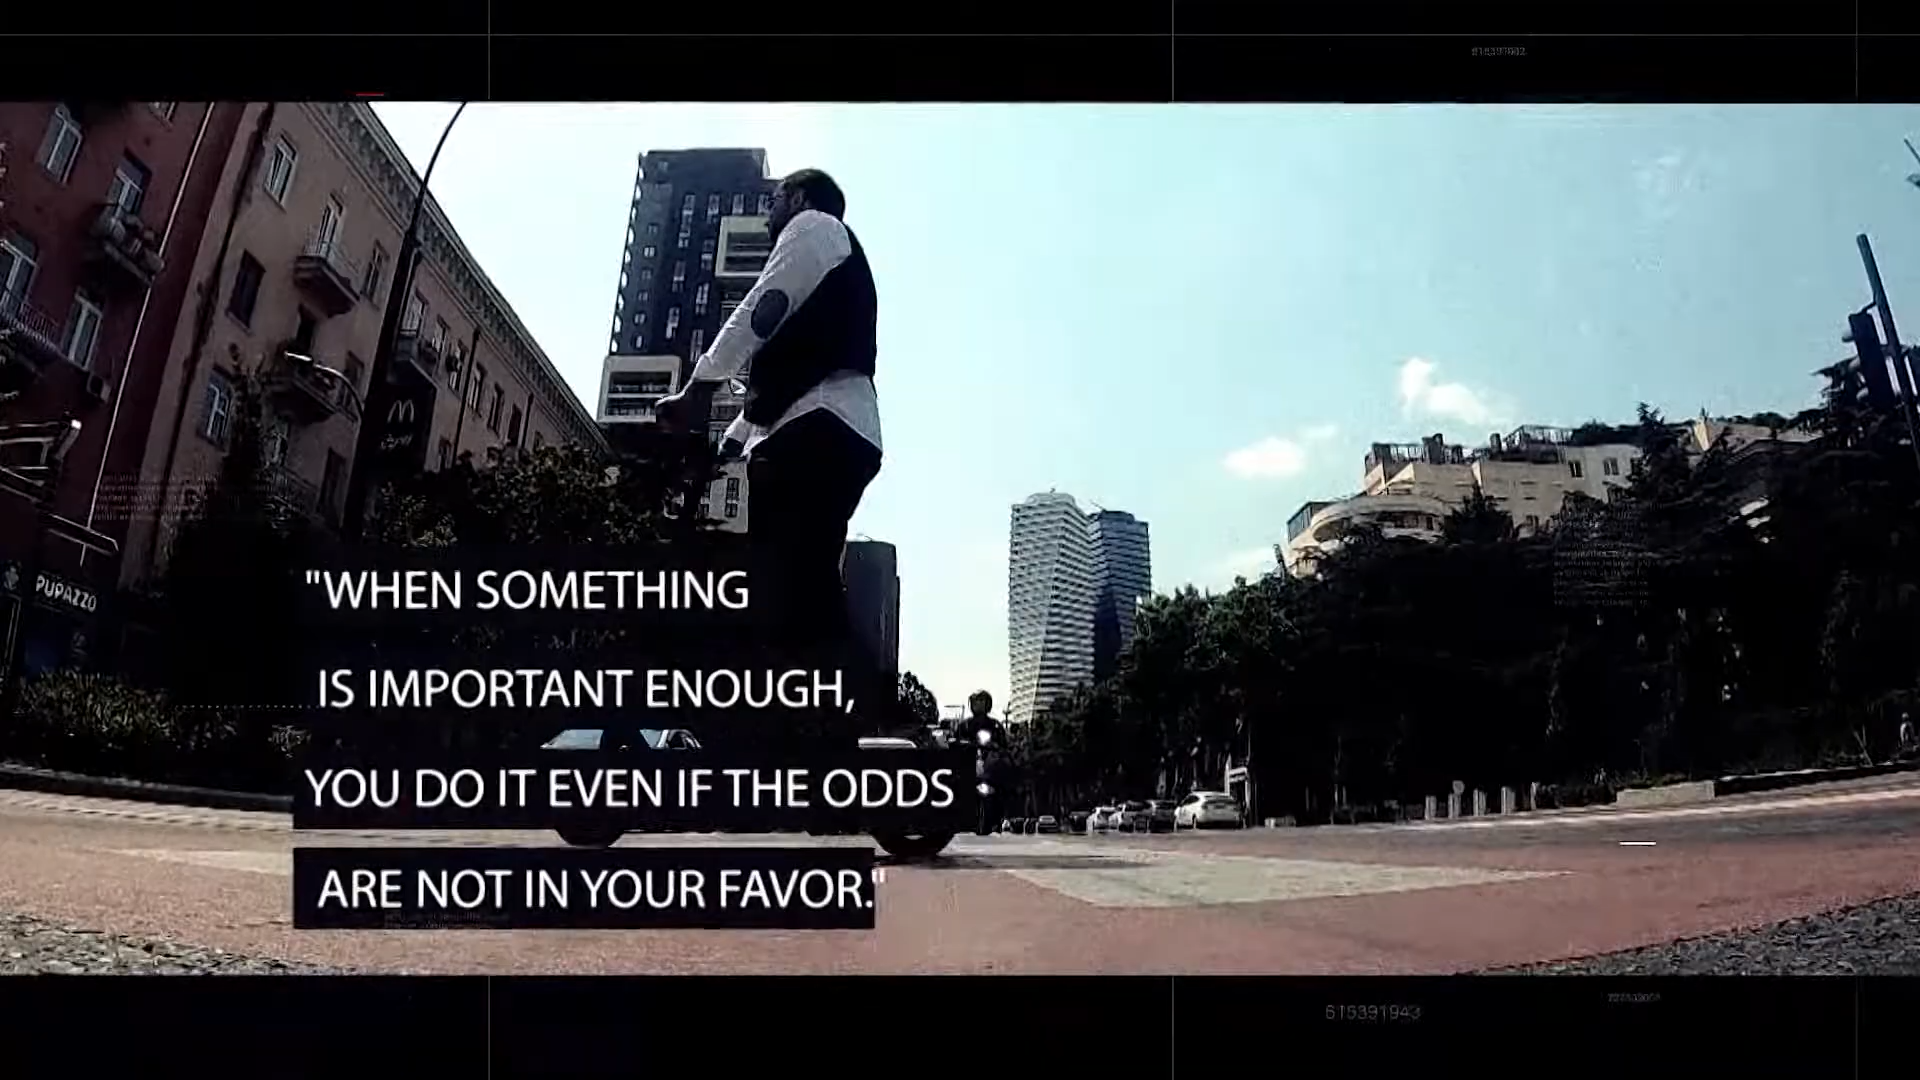 "WHEN SOMETHING
IS IMPORTANT ENOUGH,
YOU DO IT EVEN IF THE ODDS
ARE NOT IN YOUR FAVOR."
PUPAZZO
615391943